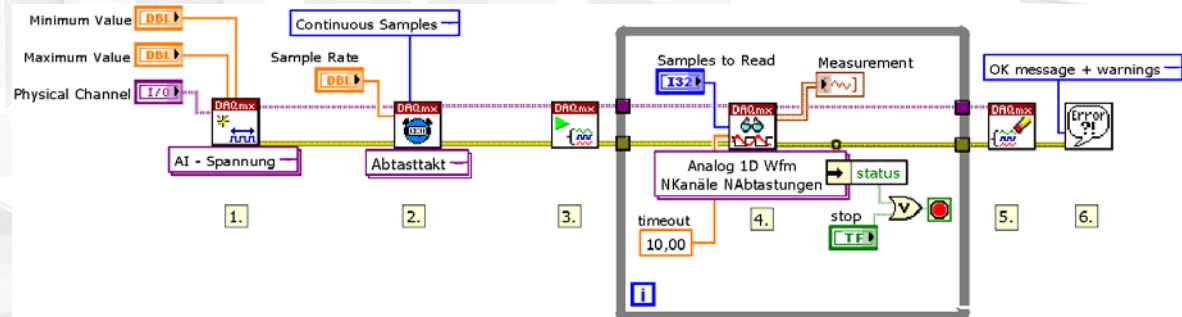 Minimum Value
DBL
Maximum Value
DBL
Physical Channel
I/O
DAQmx
AI - Spannung
1.
Continuous Samples
Sample Rate
DBL
DAQmx
Abtasttakt
2.
DAQmx
3.
Samples to Read
I32
Measurement
DAQmx
Analog 1D Wfm
NKanäle NAbtastungen
status
timeout
10,00
4.
stop
TF
V
i
DAQmx
5.
OK message + warnings
Error
?!
6.